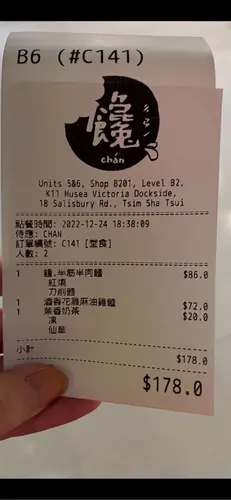 B6 (#C141)
饞
chán
Units 5&6, Shop B201, Level B2,
K11 Musea Victoria Dockside,
18 Salisbury Rd., Tsim Sha Tsui
點餐時間: 2022-12-24 18:38:09
侍應: CHAN
訂單編號: C141 [堂食]
人數: 2
1 饞.半筋半肉麵 $86.0
紅燒
刀削麵
1 酒香花雕麻油雞麵 $72.0
1 茉香奶茶 $20.0
凍
仙草
小計 $178.0
$178.0